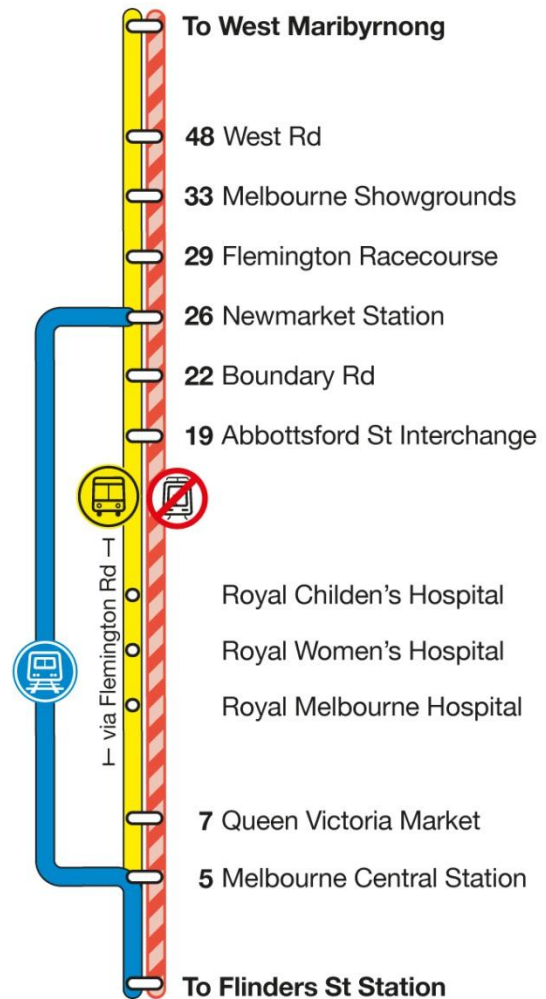 To West Maribyrnong
48 West Rd
33 Melbourne Showgrounds
29 Flemington Racecourse
26 Newmarket Station
22 Boundary Rd
19 Abbottsford St Interchange
via Flemington Rd
Royal Childen's Hospital
Royal Women's Hospital
Royal Melbourne Hospital
7 Queen Victoria Market
5 Melbourne Central Station
To Flinders St Station